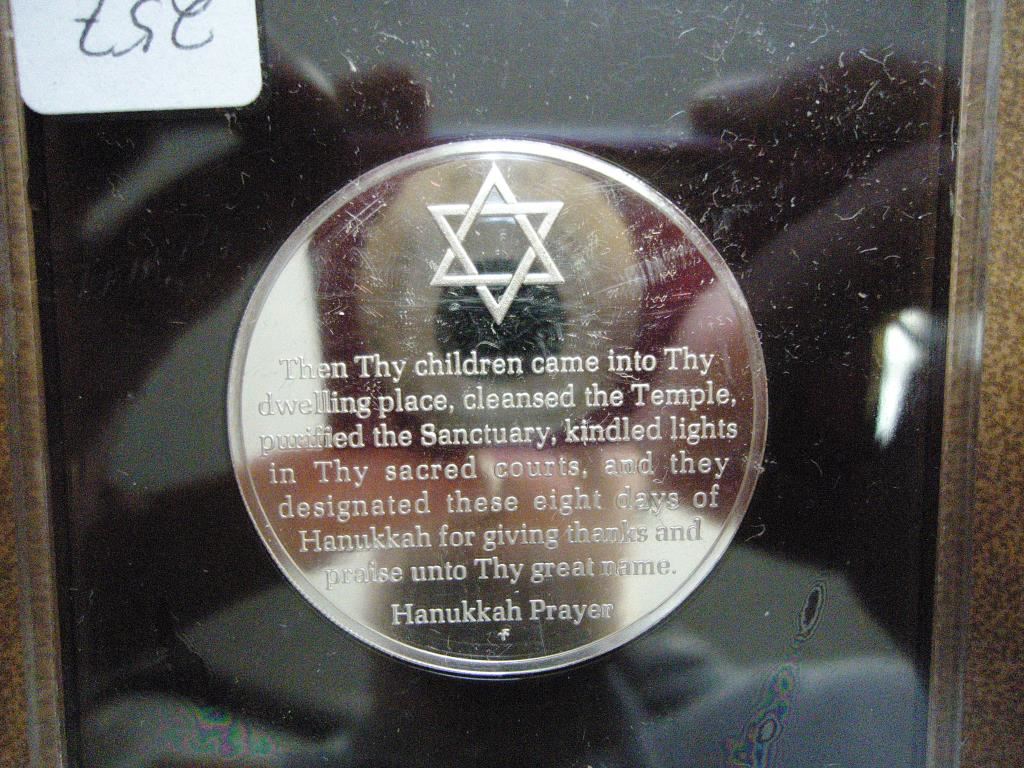 257
Then Thy children came into Thy
dwelling place, cleansed the Temple,
purified the Sanctuary, kindled lights
in Thy sacred courts, and they
designated these eight days of
Hanukkah for giving thanks and
praise unto Thy great name.
Hanukkah Prayer
f